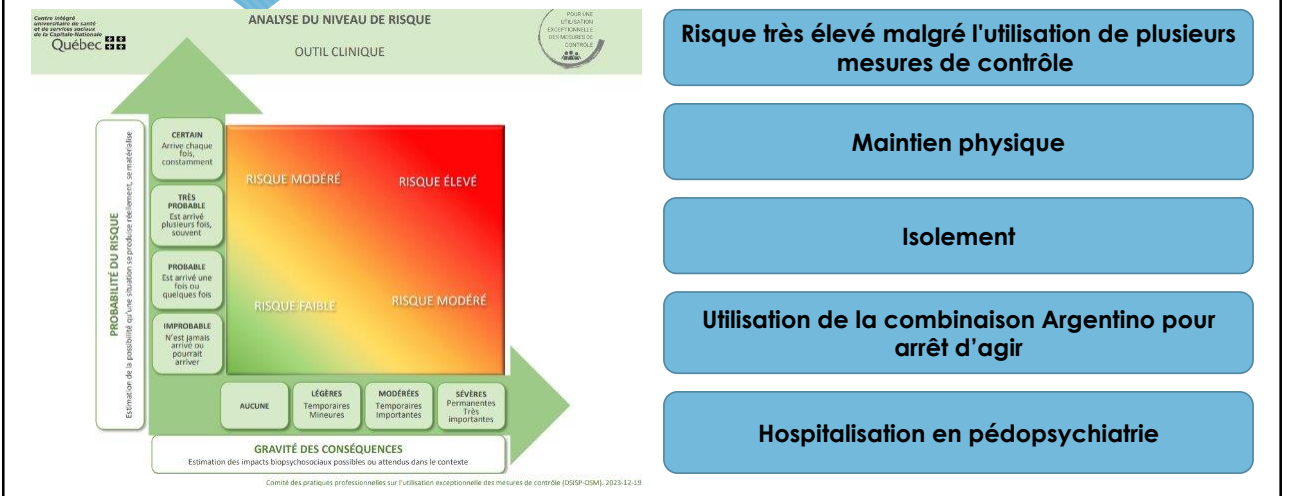 Centre intégré
universitaire de santé
et de services sociaux
de la Capitale-Nationale
Québec
ANALYSE DU NIVEAU DE RISQUE
OUTIL CLINIQUE
POUR UNE
UTILISATION
EXCEPTIONNELLE
DES MESURES DE
CONTRÔLE
PROBABILITÉ DU RISQUE
Estimation de la possibilité qu'une situation se produise réellement, se matérialise
CERTAIN
Arrive chaque
fois,
constamment
TRÈS
PROBABLE
Est arrivé
plusieurs fois,
souvent
PROBABLE
Est arrivé une
fois ou
quelques fois
IMPROBABLE
N'est jamais
arrivé ou
pourrait
arriver
RISQUE MODÉRÉ
RISQUE ÉLEVÉ
RISQUE FAIBLE
RISQUE MODÉRÉ
AUCUNE
LÉGÈRES
Temporaires
Mineures
MODÉRÉES
Temporaires
Importantes
SÉVÈRES
Permanentes
Très
importantes
GRAVITÉ DES CONSÉQUENCES
Estimation des impacts biopsychosociaux possibles ou attendus dans le contexte
Comité des pratiques professionnelles sur l'utilisation exceptionnelle des mesures de contrôle (DSISP-DSM). 2023-12-19
Risque très élevé malgré l'utilisation de plusieurs
mesures de contrôle
Maintien physique
Isolement
Utilisation de la combinaison Argentino pour
arrêt d'agir
Hospitalisation en pédopsychiatrie